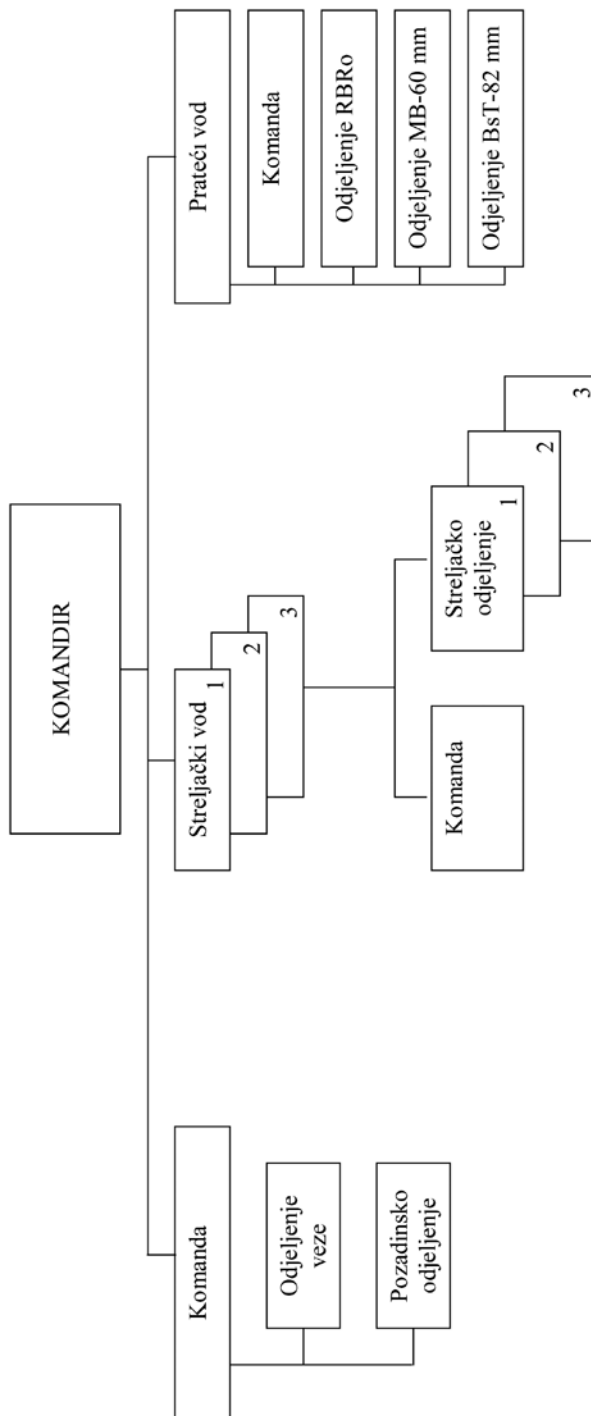 KOMANDIR
Komanda
Odjeljenje
veze
Pozadinsko
odjeljenje
Streljački vod
1
2
3
Komanda
Streljačko
odjeljenje
1
2
3
Prateći vod
Komanda
Odjeljenje RBRo
Odjeljenje MB-60 mm
Odjeljenje BsT-82 mm